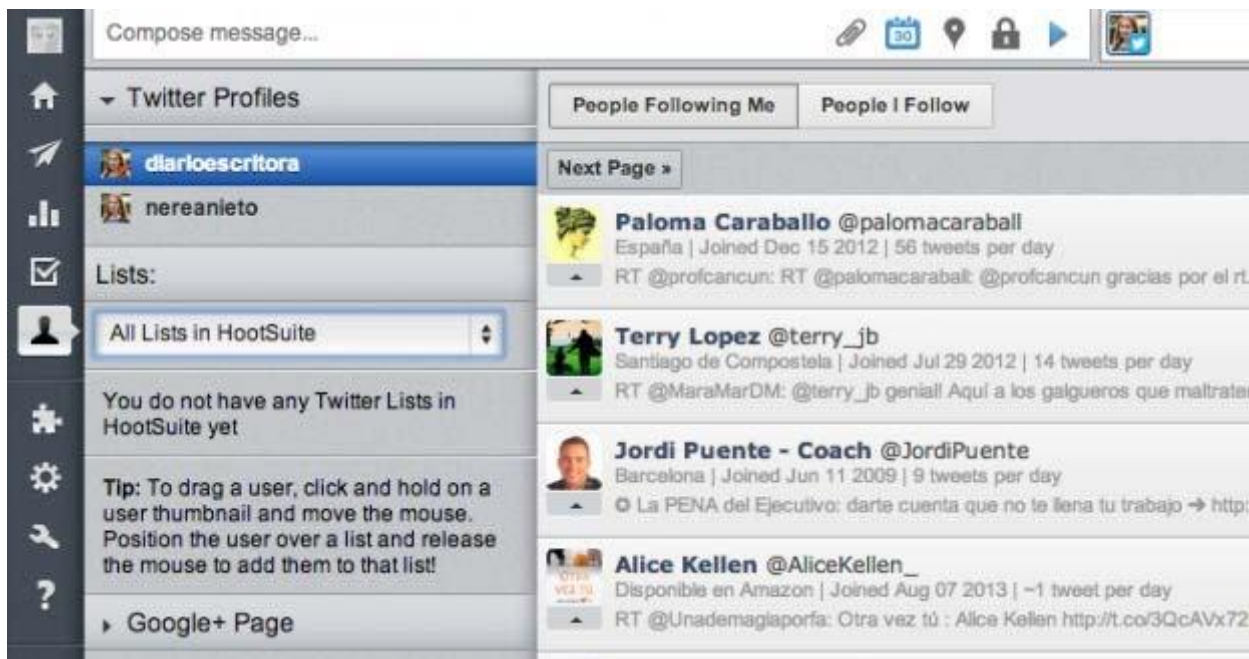 Compose message...
30
Twitter Profiles
diarioescritora
nereanieto
Lists:
All Lists in HootSuite
You do not have any Twitter Lists in
HootSuite yet
Tip: To drag a user, click and hold on a
user thumbnail and move the mouse.
Position the user over a list and release
the mouse to add them to that list!
Google+ Page
People Following Me
People I Follow
Next Page »
Paloma Caraballo @palomacaraball
España | Joined Dec 15 2012 | 56 tweets per day
RT @profcancun: RT @palomacaraball: @profcancun gracias por el rt.
Terry Lopez @terry_jb
Santiago de Compostela | Joined Jul 29 2012 | 14 tweets per day
RT @MaraMarDM: @terry_jb genial! Aquí a los galgueros que maltraten
Jordi Puente - Coach @JordiPuente
Barcelona | Joined Jun 11 2009 | 9 tweets per day
✪ La PENA del Ejecutivo: darte cuenta que no te llena tu trabajo ➔ http:
Alice Kellen @AliceKellen_
Disponible en Amazon | Joined Aug 07 2013 | ~1 tweet per day
RT @Unademagiaporfa: Otra vez tú : Alice Kellen http://t.co/3QcAVx72
?